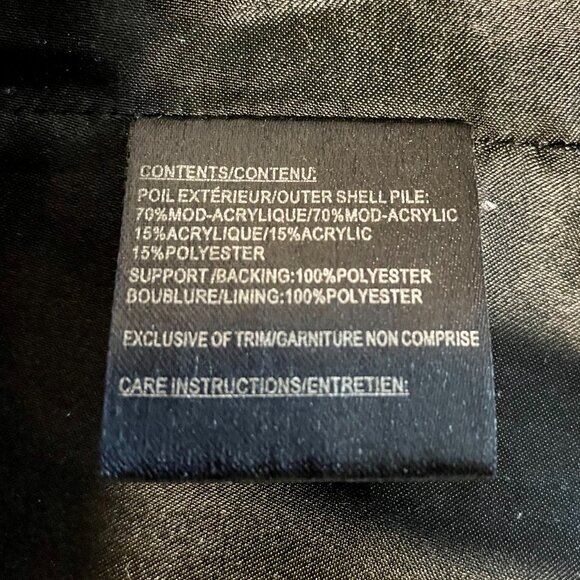 CONTENTS/CONTENU:
POIL EXTÉRIEUR/OUTER SHELL PILE:
70%MOD-ACRYLIQUE/70%MOD-ACRYLIC
15%ACRYLIQUE/15%ACRYLIC
15%POLYESTER
SUPPORT/BACKING:100%POLYESTER
BOUBLURE/LINING:100%POLYESTER
EXCLUSIVE OF TRIM/GARNITURE NON COMPRISE
CARE INSTRUCTIONS/ENTRETIEN: